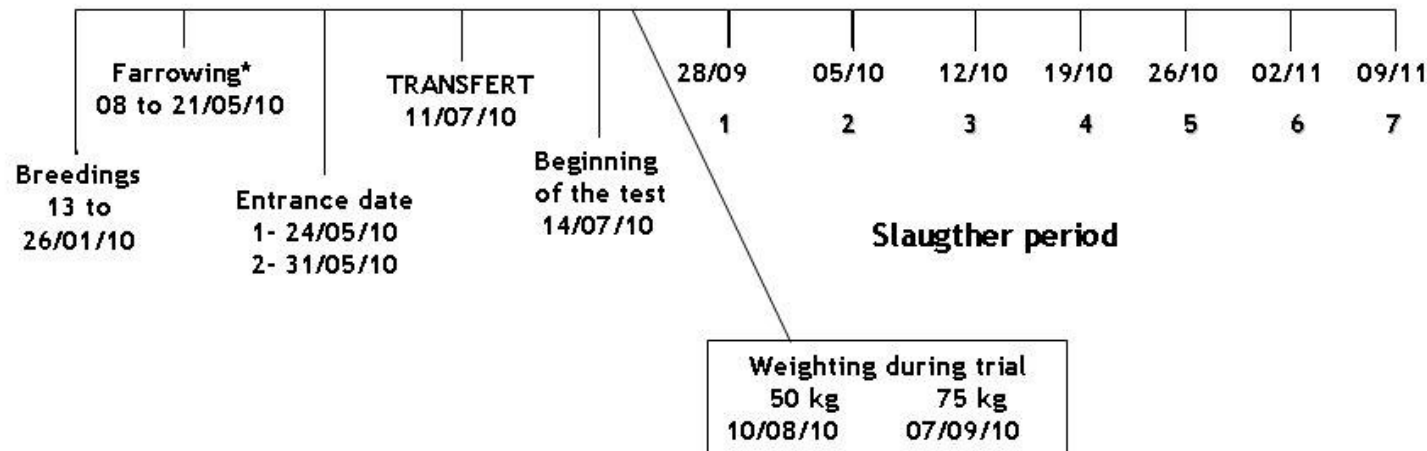 Breedings
13 to
26/01/10
Farrowing*
08 to 21/05/10
Entrance date
1- 24/05/10
2- 31/05/10
TRANSFERT
11/07/10
Beginning
of the test
14/07/10
28/09 05/10 12/10 19/10 26/10 02/11 09/11
1 2 3 4 5 6 7
Slaugther period
Weighting during trial
50 kg 75 kg
10/08/10 07/09/10